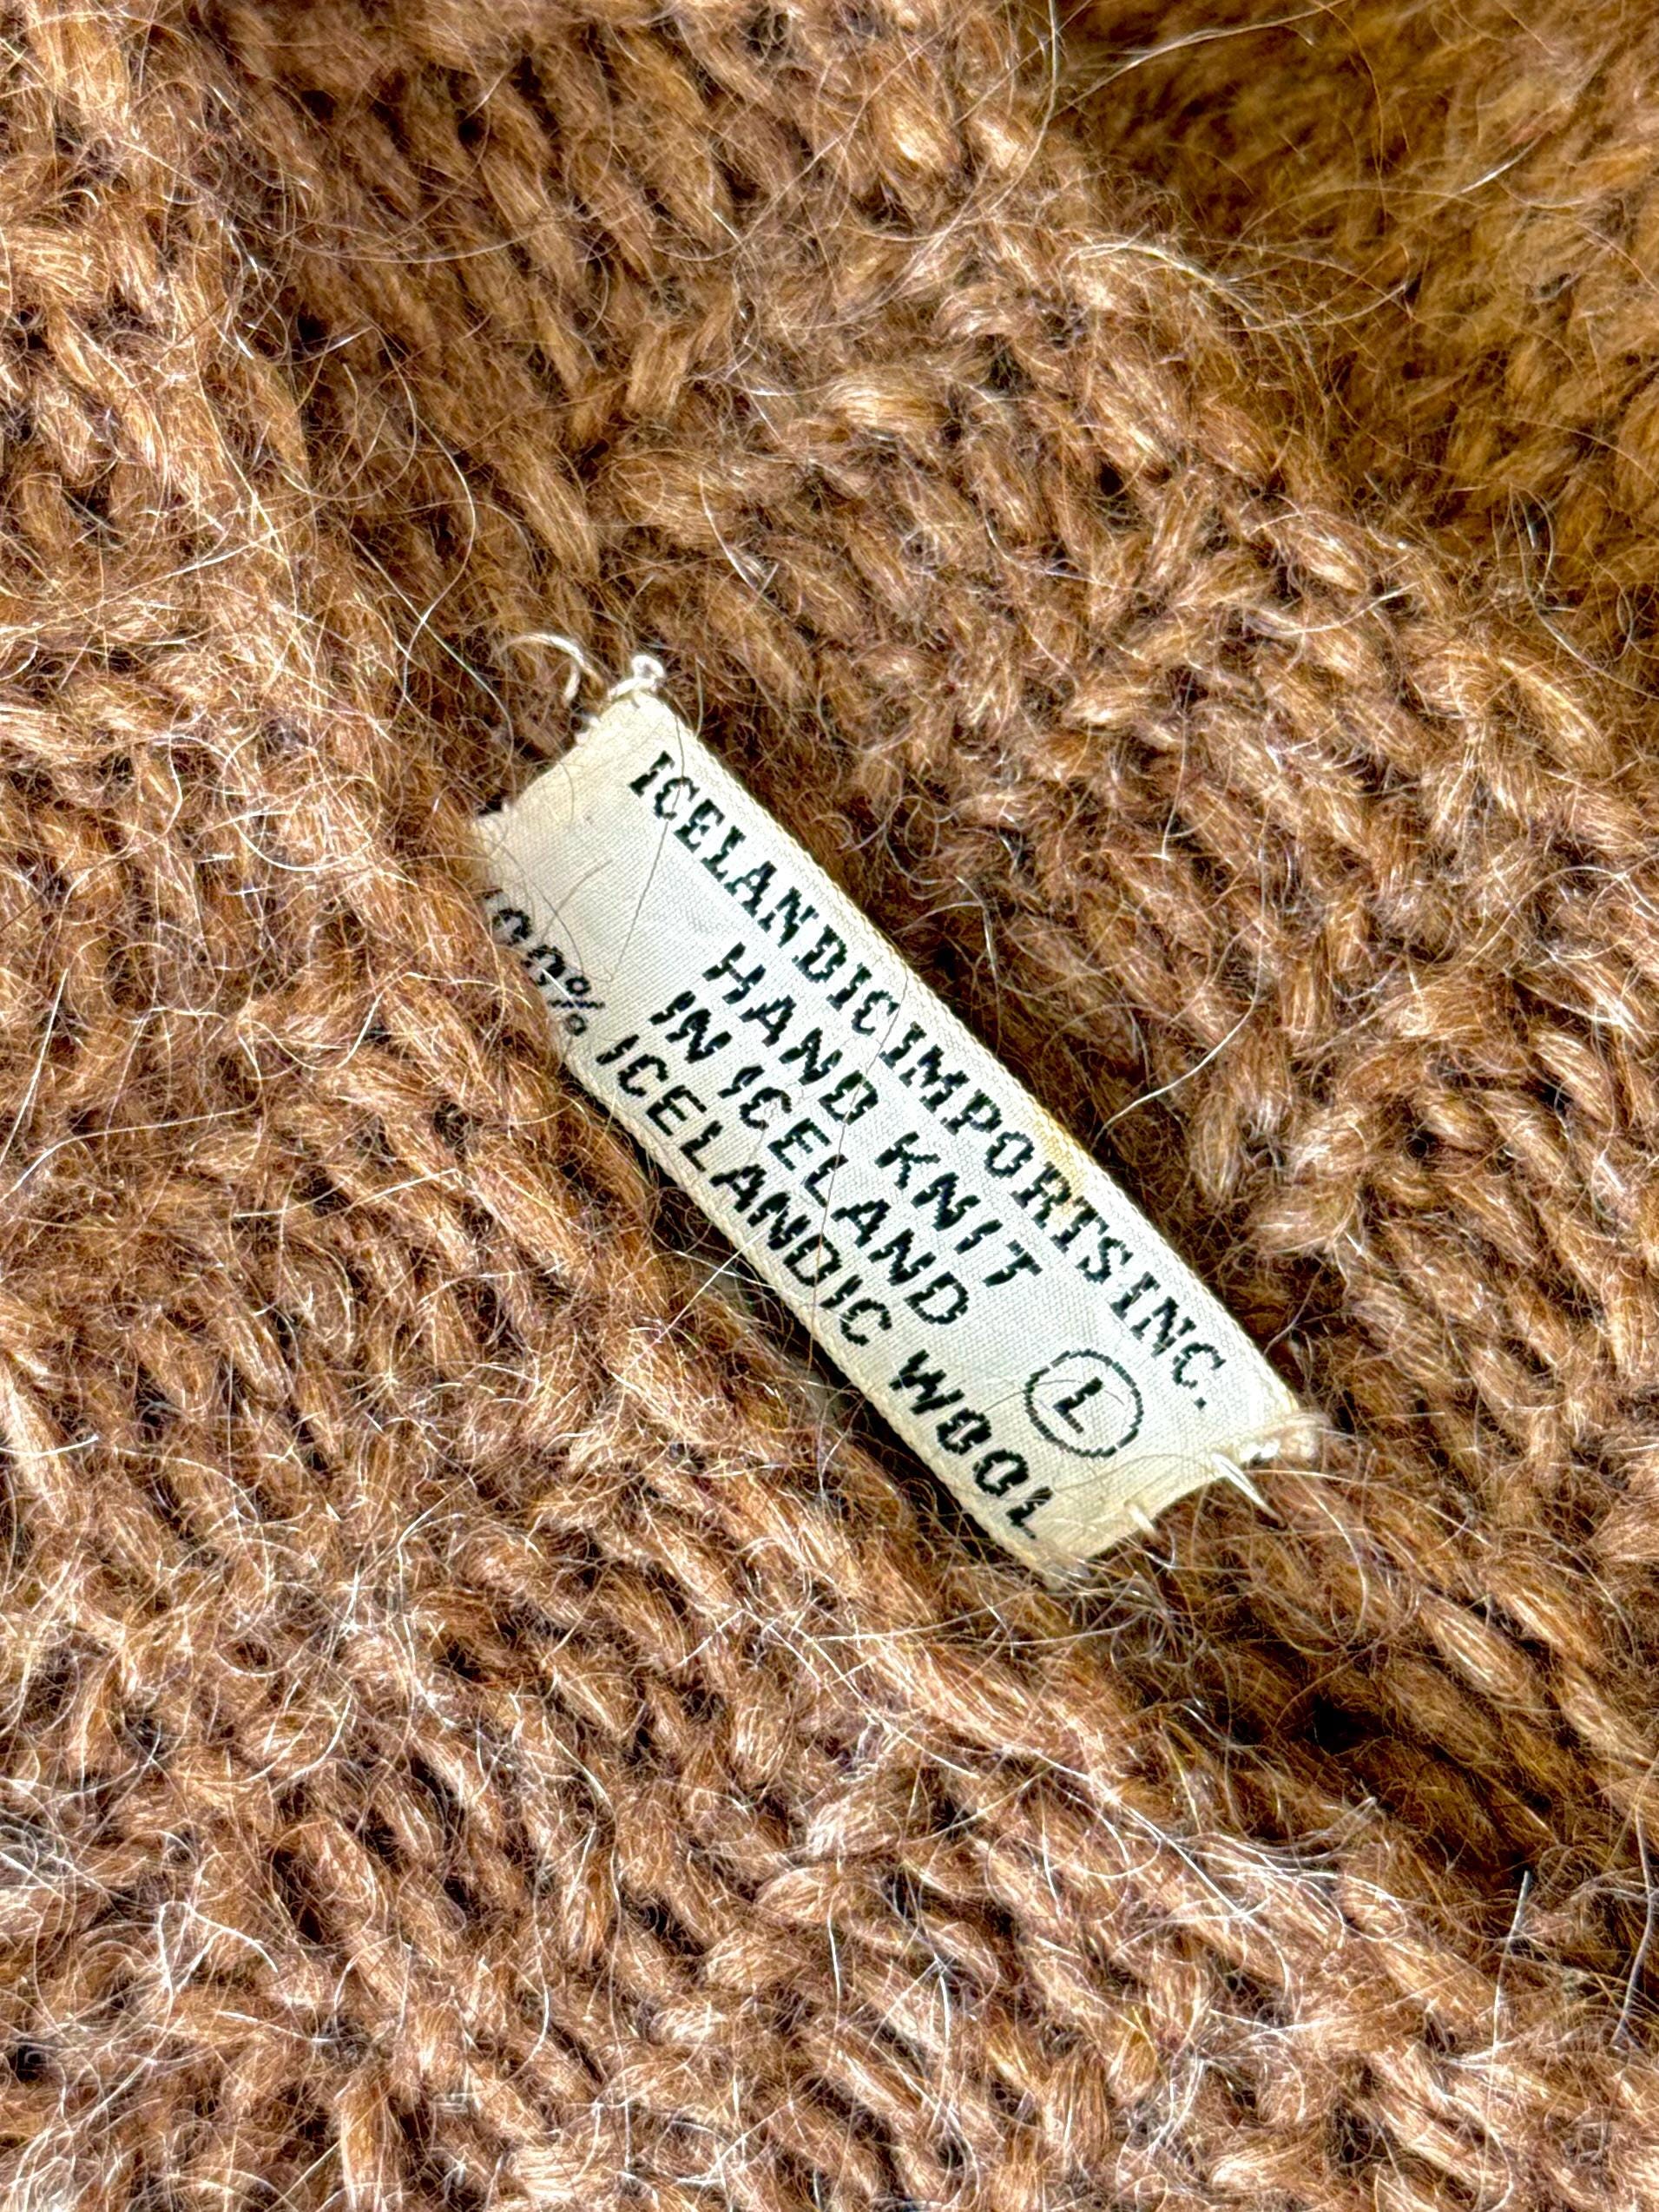 ICELANDIC IMPORTS INC.
HAND KNIT
IN ICELAND
L
100% ICELANDIC WOOL